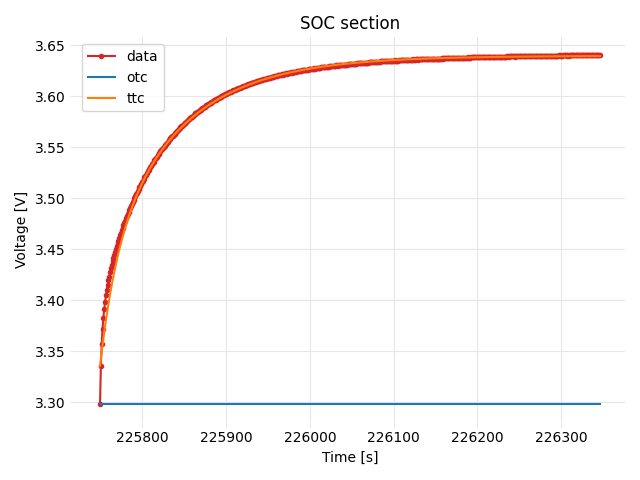 SOC section
data
otc
ttc
Voltage [V]
3.65
3.60
3.55
3.50
3.45
3.40
3.35
3.30
225800 225900 226000 226100 226200 226300
Time [s]